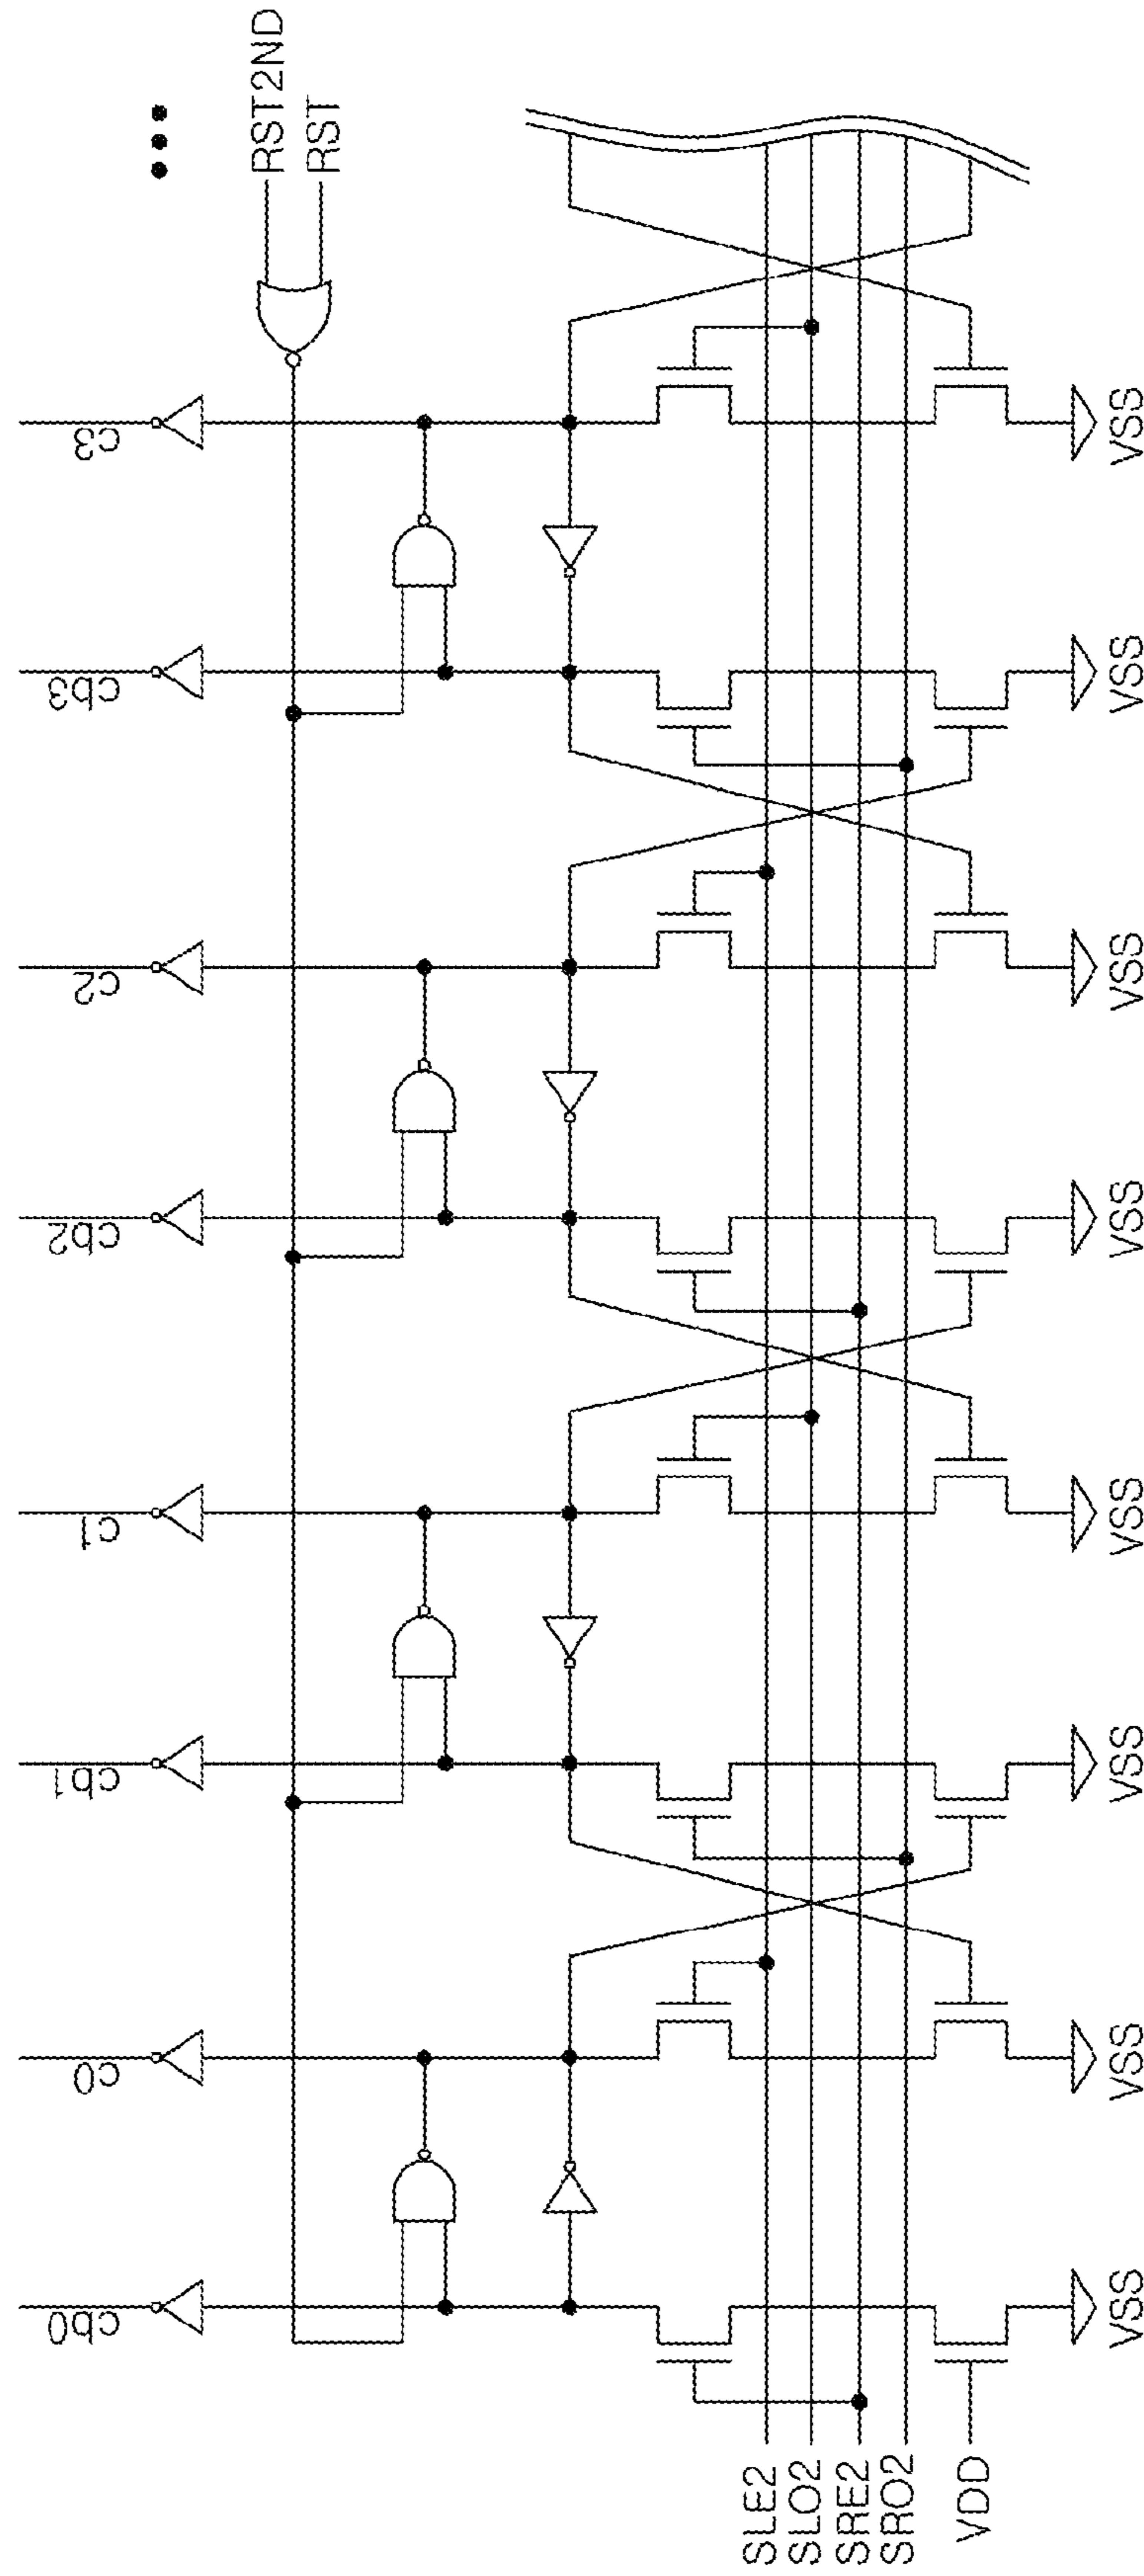 RST2ND
RST
c3
cb3
c2
cb2
c1
cb1
c0
cb0
VSS
VSS
VSS
VSS
VSS
VSS
VSS
VSS
SLE2
SLO2
SRE2
SRO2
VDD